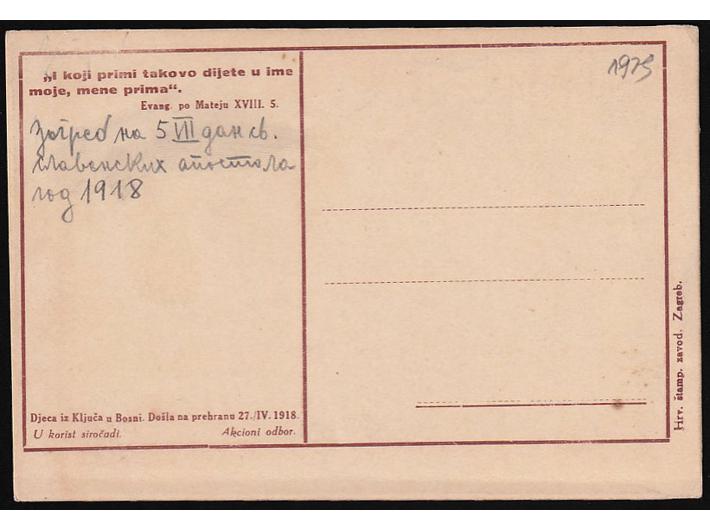 „I koji primi takovo dijete u ime
moje, mene prima“.
Evang. po Mateju XVIII. 5.
Загреб на 5 VII дан св.
славенских апостола
год 1918
1975
Djeca iz Ključa u Bosni. Došla na prehranu 27./IV. 1918.
U korist siročadi. Akcioni odbor.
Hrv. štamp. zavod. Zagreb.